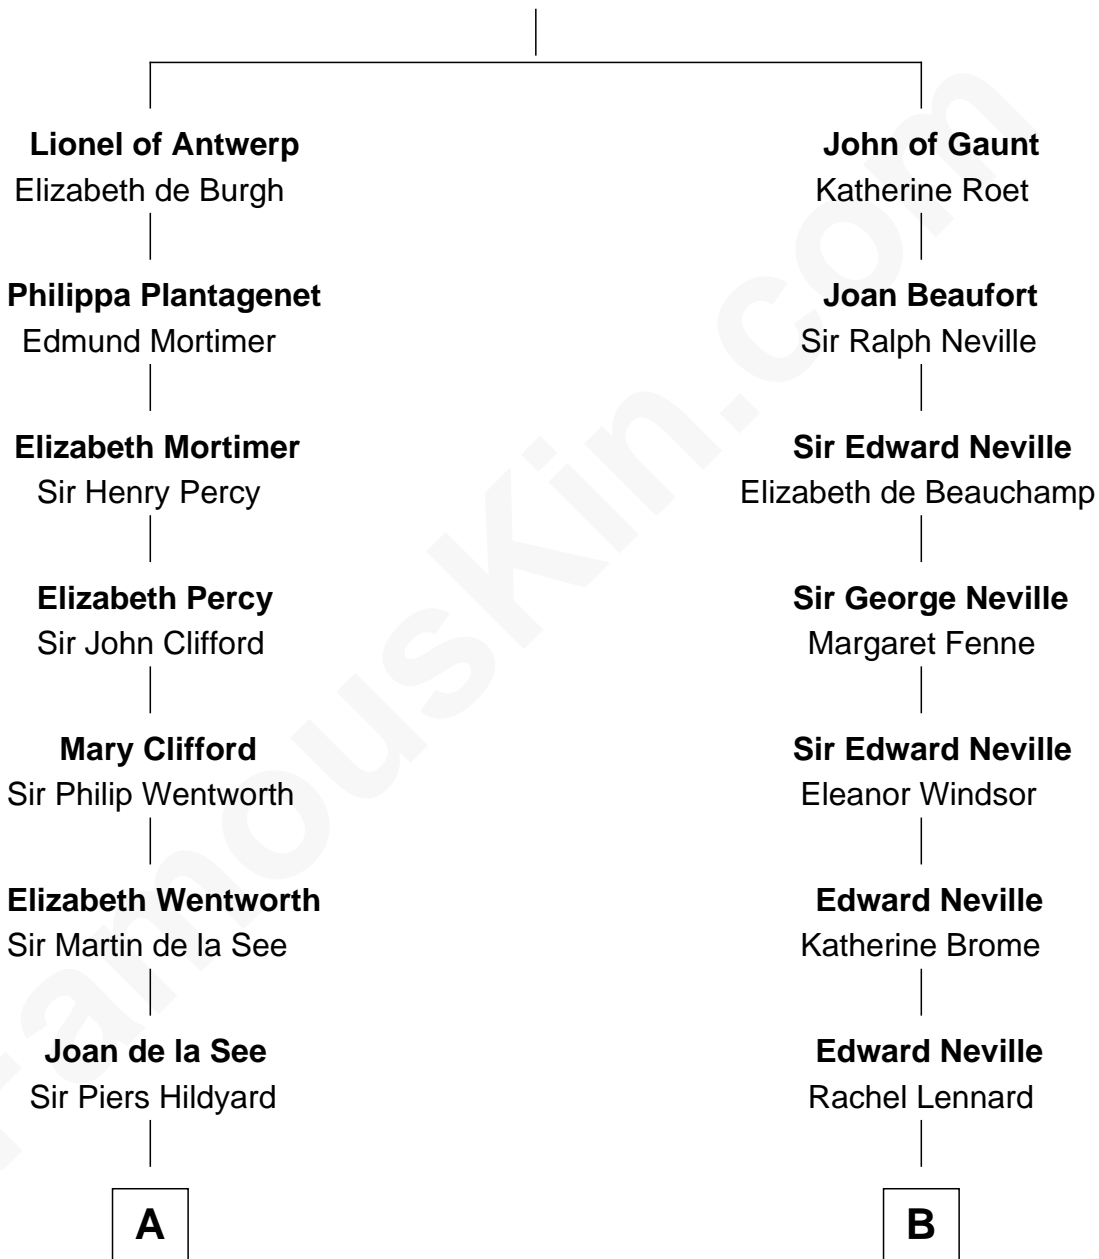 Lionel of Antwerp
Elizabeth de Burgh
Philippa Plantagenet
Edmund Mortimer
Elizabeth Mortimer
Sir Henry Percy
Elizabeth Percy
Sir John Clifford
Mary Clifford
Sir Philip Wentworth
Elizabeth Wentworth
Sir Martin de la See
Joan de la See
Sir Piers Hildyard
A
John of Gaunt
Katherine Roet
Joan Beaufort
Sir Ralph Neville
Sir Edward Neville
Elizabeth de Beauchamp
Sir George Neville
Margaret Fenne
Sir Edward Neville
Eleanor Windsor
Edward Neville
Katherine Brome
Edward Neville
Rachel Lennard
B
FamousKin.com